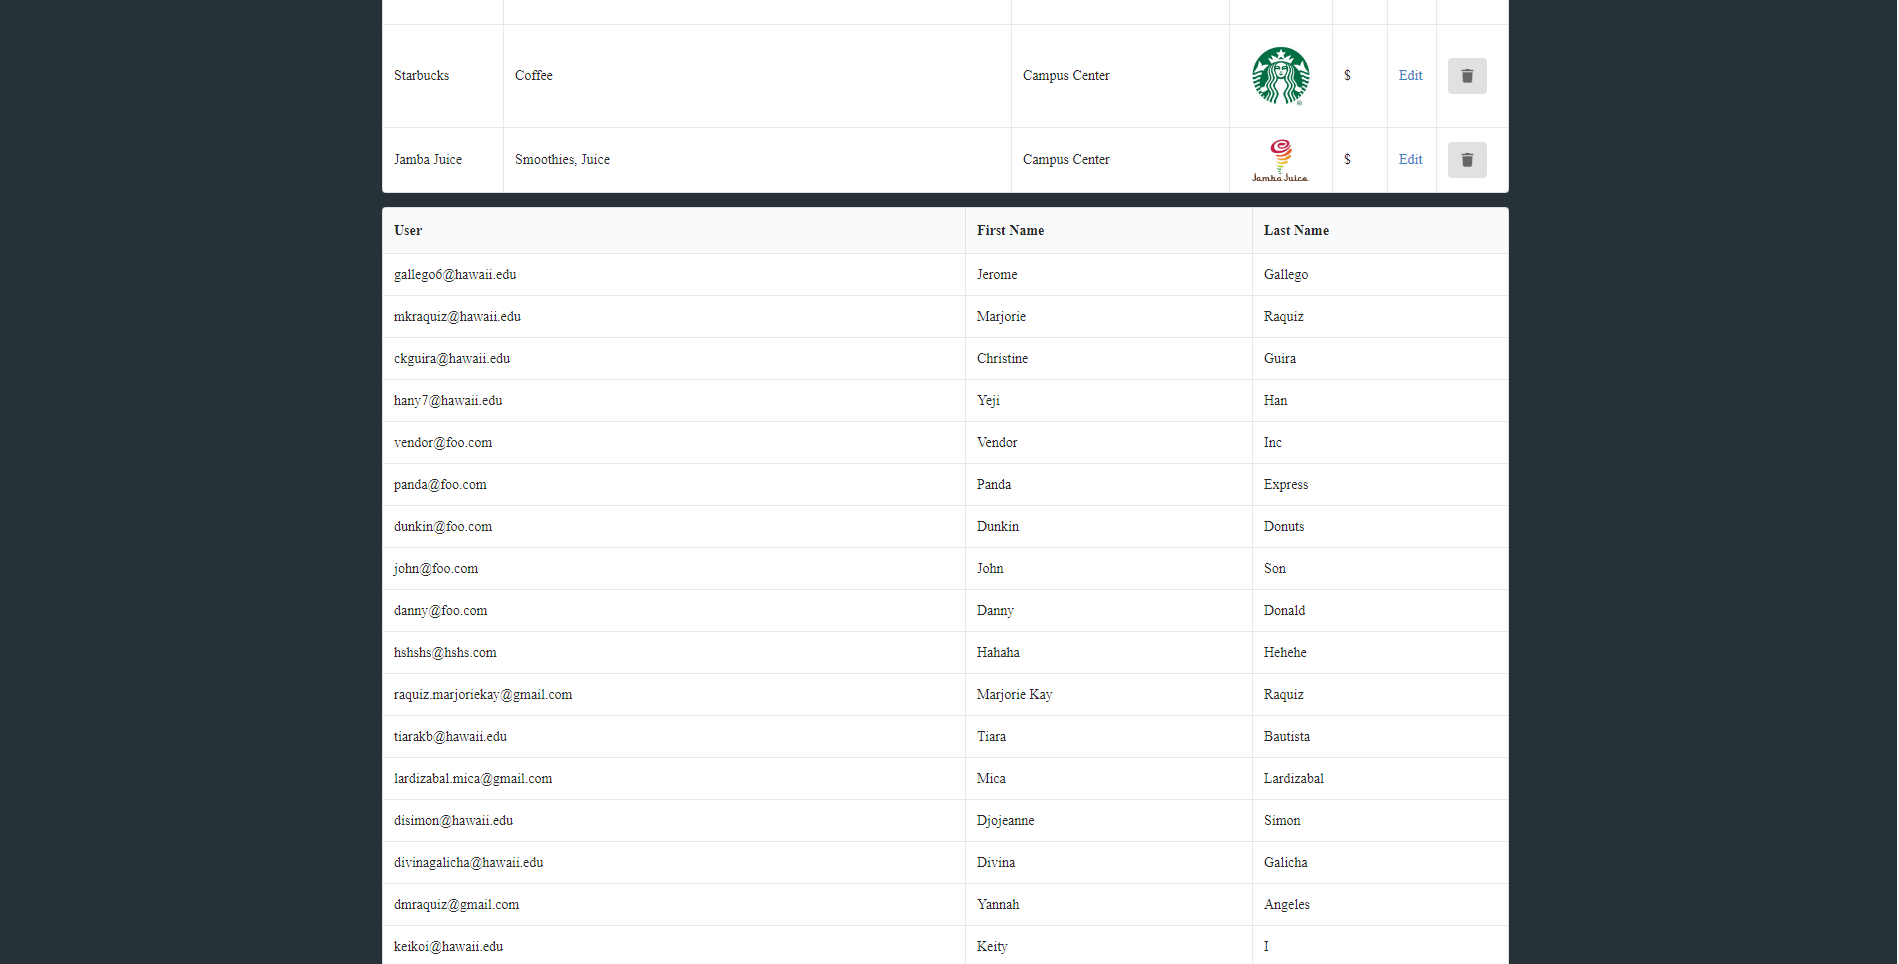 Starbucks Coffee Campus Center $ Edit
Jamba Juice Smoothies, Juice Campus Center Jamba Juice $ Edit
User First Name Last Name
gallego6@hawaii.edu Jerome Gallego
mkraquiz@hawaii.edu Marjorie Raquiz
ckguira@hawaii.edu Christine Guira
hany7@hawaii.edu Yeji Han
vendor@foo.com Vendor Inc
panda@foo.com Panda Express
dunkin@foo.com Dunkin Donuts
john@foo.com John Son
danny@foo.com Danny Donald
hshshs@hshs.com Hahaha Hehehe
raquiz.marjoriekay@gmail.com Marjorie Kay Raquiz
tiarakb@hawaii.edu Tiara Bautista
lardizabal.mica@gmail.com Mica Lardizabal
disimon@hawaii.edu Djojeanne Simon
divinagalicha@hawaii.edu Divina Galicha
dmraquiz@gmail.com Yannah Angeles
keikoi@hawaii.edu Keity I